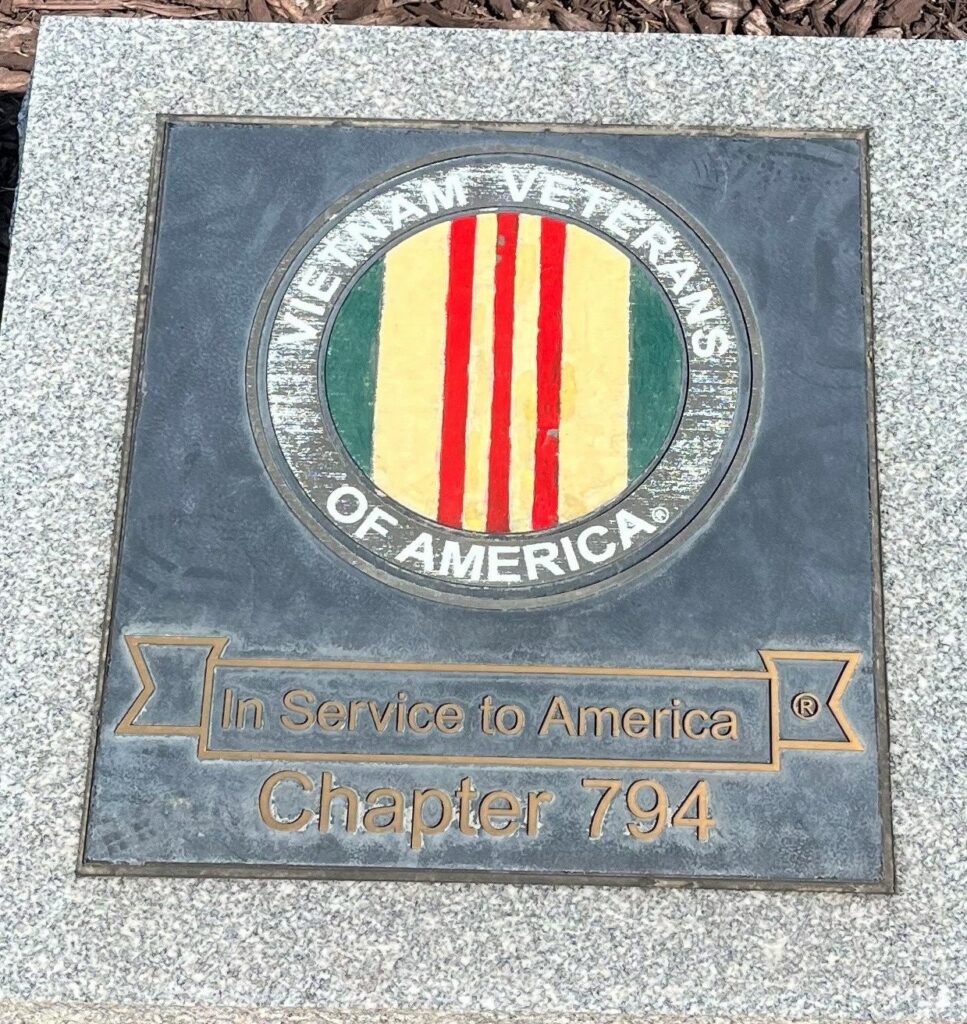 VIETNAM VETERANS
OF AMERICA®
In Service to America ®
Chapter 794